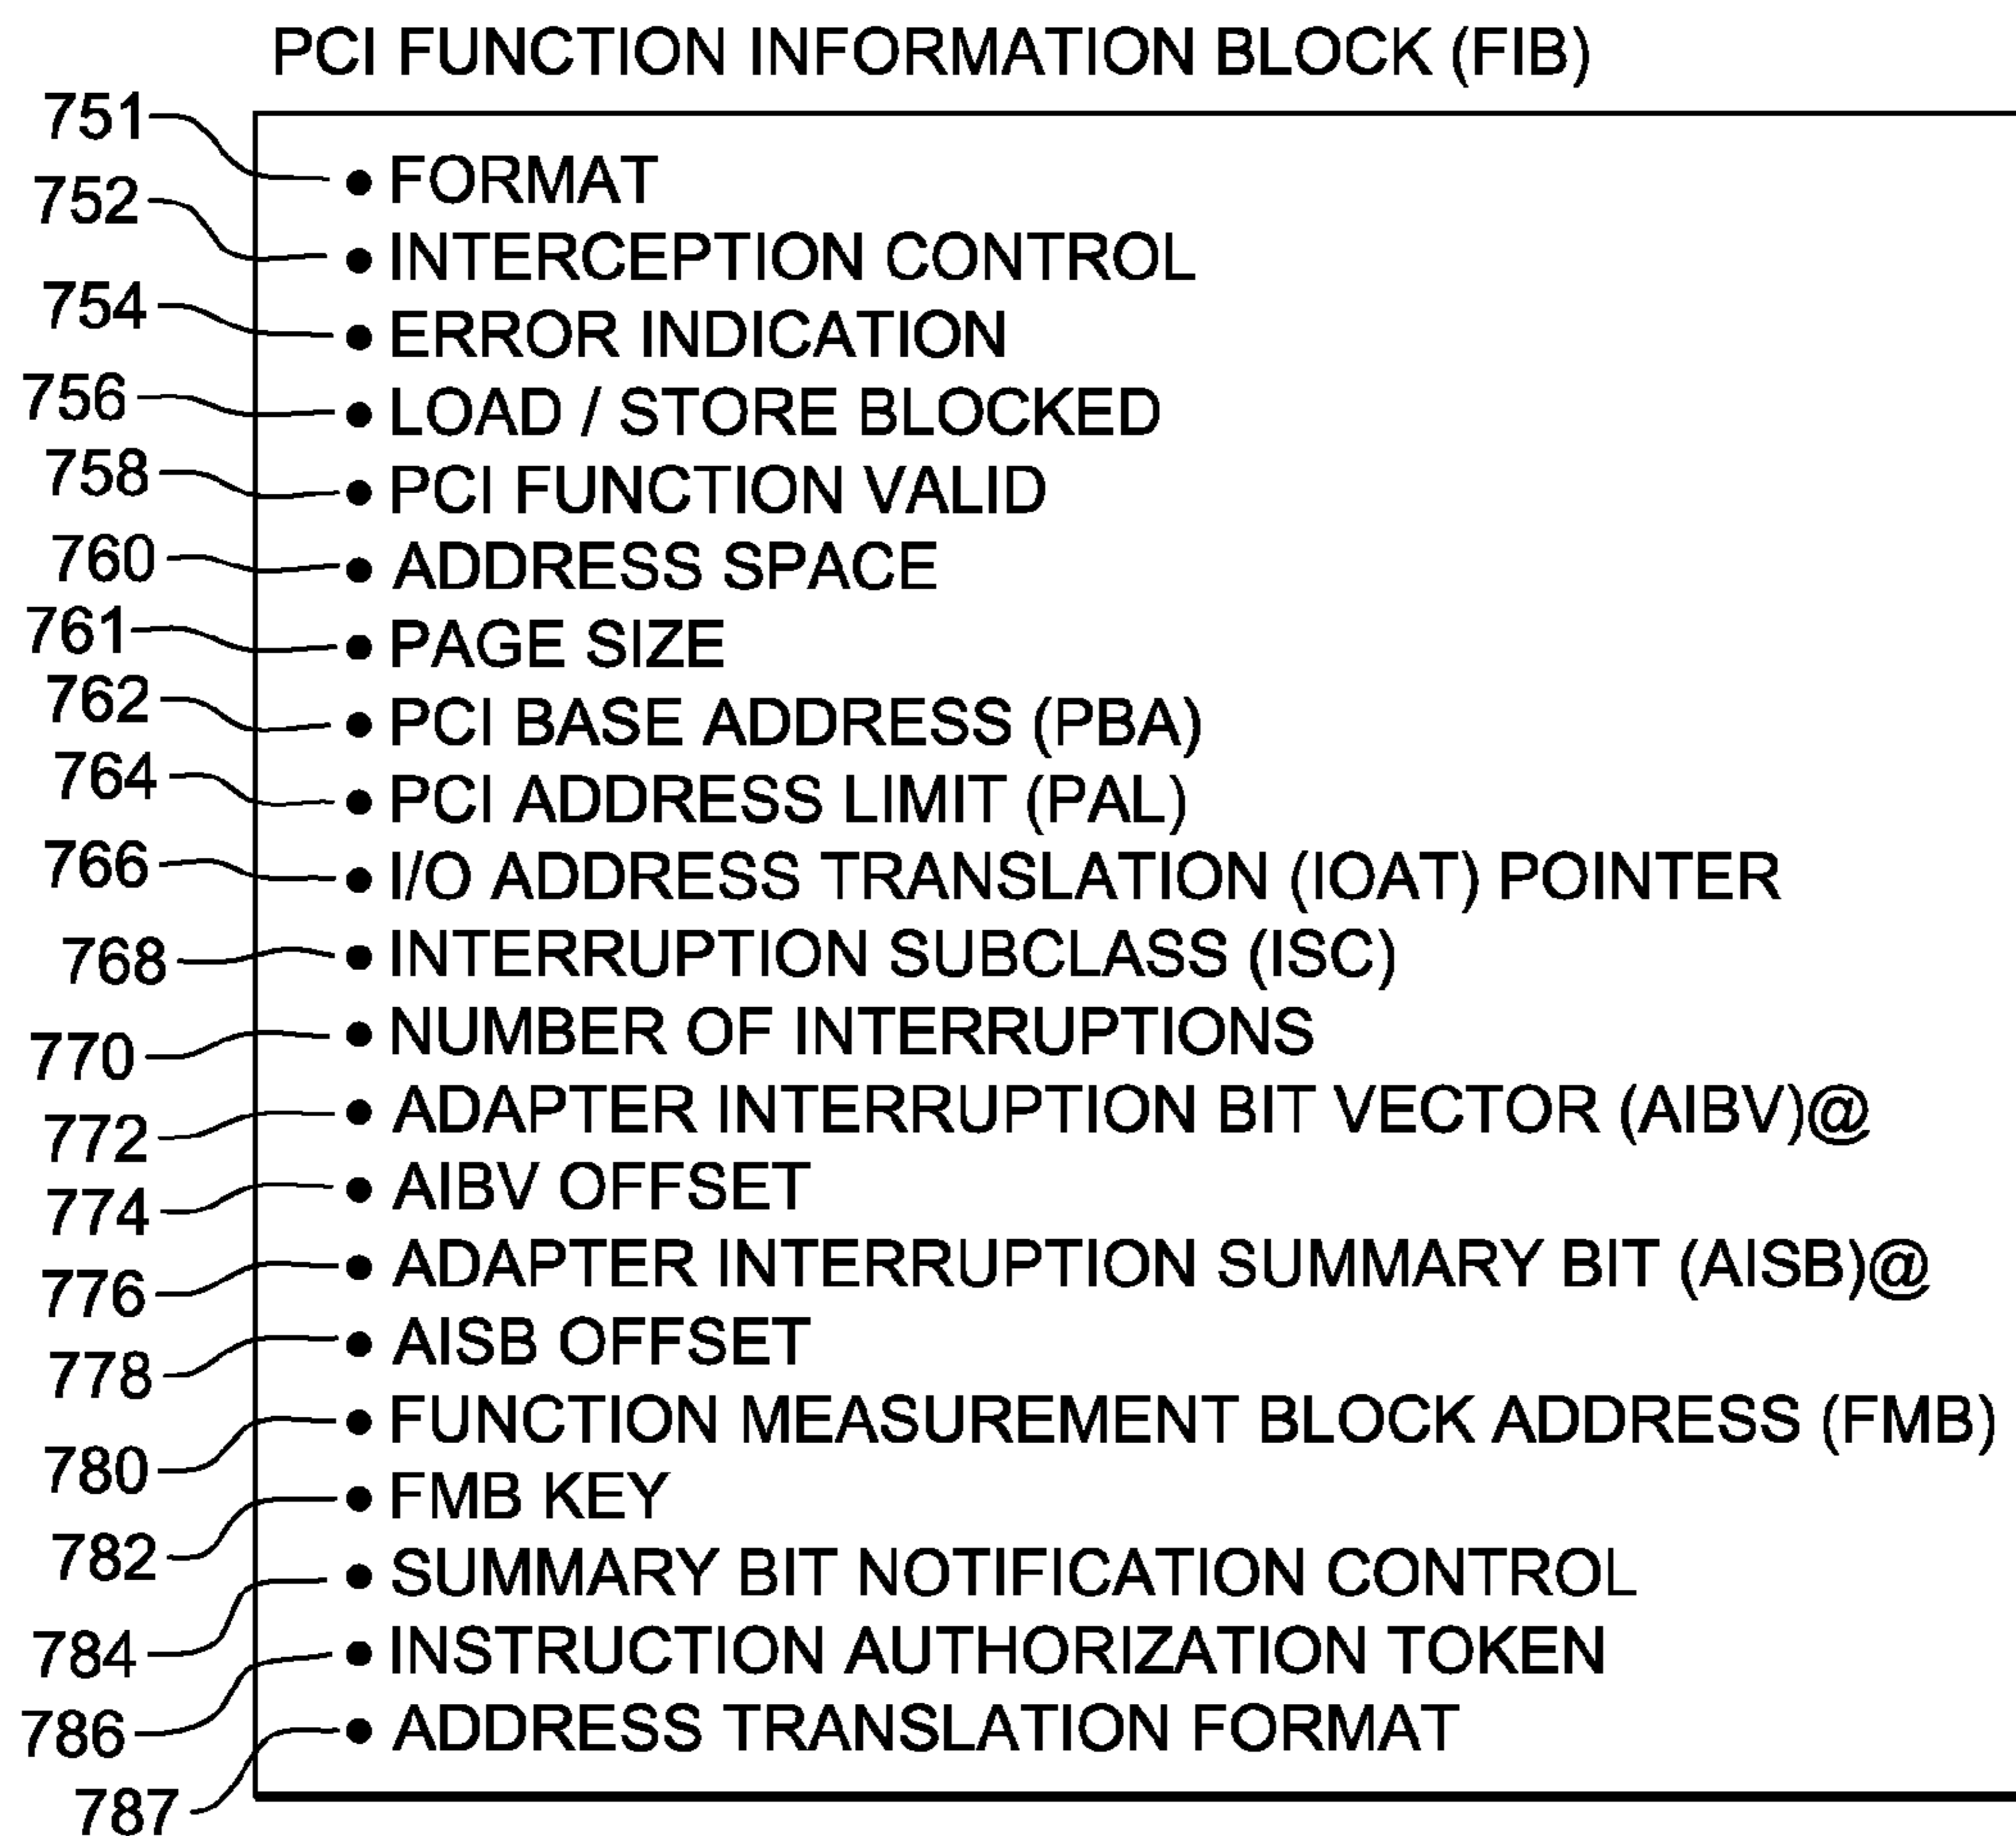 PCI FUNCTION INFORMATION BLOCK (FIB)
751 ● FORMAT
752 ● INTERCEPTION CONTROL
754 ● ERROR INDICATION
756 ● LOAD / STORE BLOCKED
758 ● PCI FUNCTION VALID
760 ● ADDRESS SPACE
761 ● PAGE SIZE
762 ● PCI BASE ADDRESS (PBA)
764 ● PCI ADDRESS LIMIT (PAL)
766 ● I/O ADDRESS TRANSLATION (IOAT) POINTER
768 ● INTERRUPTION SUBCLASS (ISC)
770 ● NUMBER OF INTERRUPTIONS
772 ● ADAPTER INTERRUPTION BIT VECTOR (AIBV)@
774 ● AIBV OFFSET
776 ● ADAPTER INTERRUPTION SUMMARY BIT (AISB)@
778 ● AISB OFFSET
780 ● FUNCTION MEASUREMENT BLOCK ADDRESS (FMB)
782 ● FMB KEY
784 ● SUMMARY BIT NOTIFICATION CONTROL
786 ● INSTRUCTION AUTHORIZATION TOKEN
787 ● ADDRESS TRANSLATION FORMAT